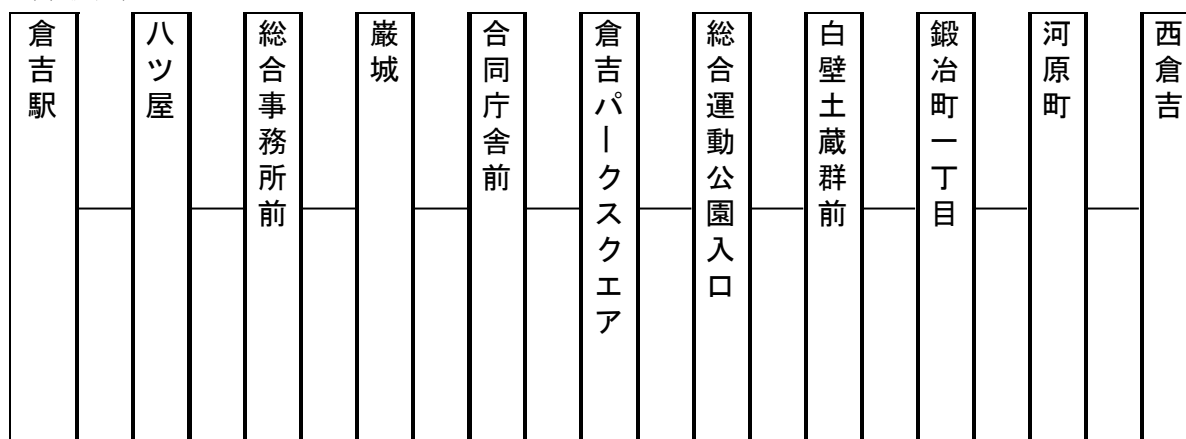 倉吉駅
八ツ屋
総合事務所前
巌城
合同庁舎前
倉吉パークスクエア
総合運動公園入口
白壁土蔵群前
鍛冶町一丁目
河原町
西倉吉